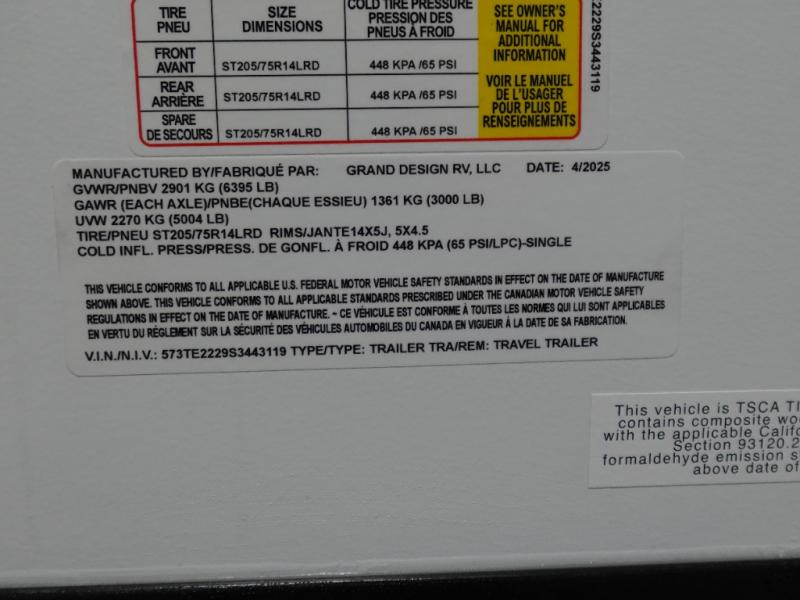 TIRE
PNEU
SIZE
DIMENSIONS
COLD TIRE PRESSURE
PRESSION DES
PNEUS À FROID
SEE OWNER'S
MANUAL FOR
ADDITIONAL
INFORMATION
FRONT
AVANT
ST205/75R14LRD
448 KPA /65 PSI
REAR
ARRIÈRE
ST205/75R14LRD
448 KPA /65 PSI
VOIR LE MANUEL
DE L'USAGER
POUR PLUS DE
RENSEIGNEMENTS
SPARE
DE SECOURS
ST205/75R14LRD
448 KPA /65 PSI
E2229S3443119
MANUFACTURED BY/FABRIQUÉ PAR: GRAND DESIGN RV, LLC DATE: 4/2025
GVWR/PNBV 2901 KG (6395 LB)
GAWR (EACH AXLE)/PNBE(CHAQUE ESSIEU) 1361 KG (3000 LB)
UVW 2270 KG (5004 LB)
TIRE/PNEU ST205/75R14LRD RIMS/JANTE14X5J, 5X4.5
COLD INFL. PRESS/PRESS. DE GONFL. À FROID 448 KPA (65 PSI/LPC)-SINGLE
THIS VEHICLE CONFORMS TO ALL APPLICABLE U.S. FEDERAL MOTOR VEHICLE SAFETY STANDARDS IN EFFECT ON THE DATE OF MANUFACTURE
SHOWN ABOVE. THIS VEHICLE CONFORMS TO ALL APPLICABLE STANDARDS PRESCRIBED UNDER THE CANADIAN MOTOR VEHICLE SAFETY
REGULATIONS IN EFFECT ON THE DATE OF MANUFACTURE. ~ CE VÉHICULE EST CONFORME À TOUTES LES NORMES QUI LUI SONT APPLICABLES
EN VERTU DU RÈGLEMENT SUR LA SÉCURITÉ DES VÉHICULES AUTOMOBILES DU CANADA EN VIGUEUR À LA DATE DE SA FABRICATION.
V.I.N./N.I.V.: 573TE2229S3443119 TYPE/TYPE: TRAILER TRA/REM: TRAVEL TRAILER
This vehicle is TSCA TI
contains composite wo
with the applicable Califo
Section 93120.2
formaldehyde emission s
above date of